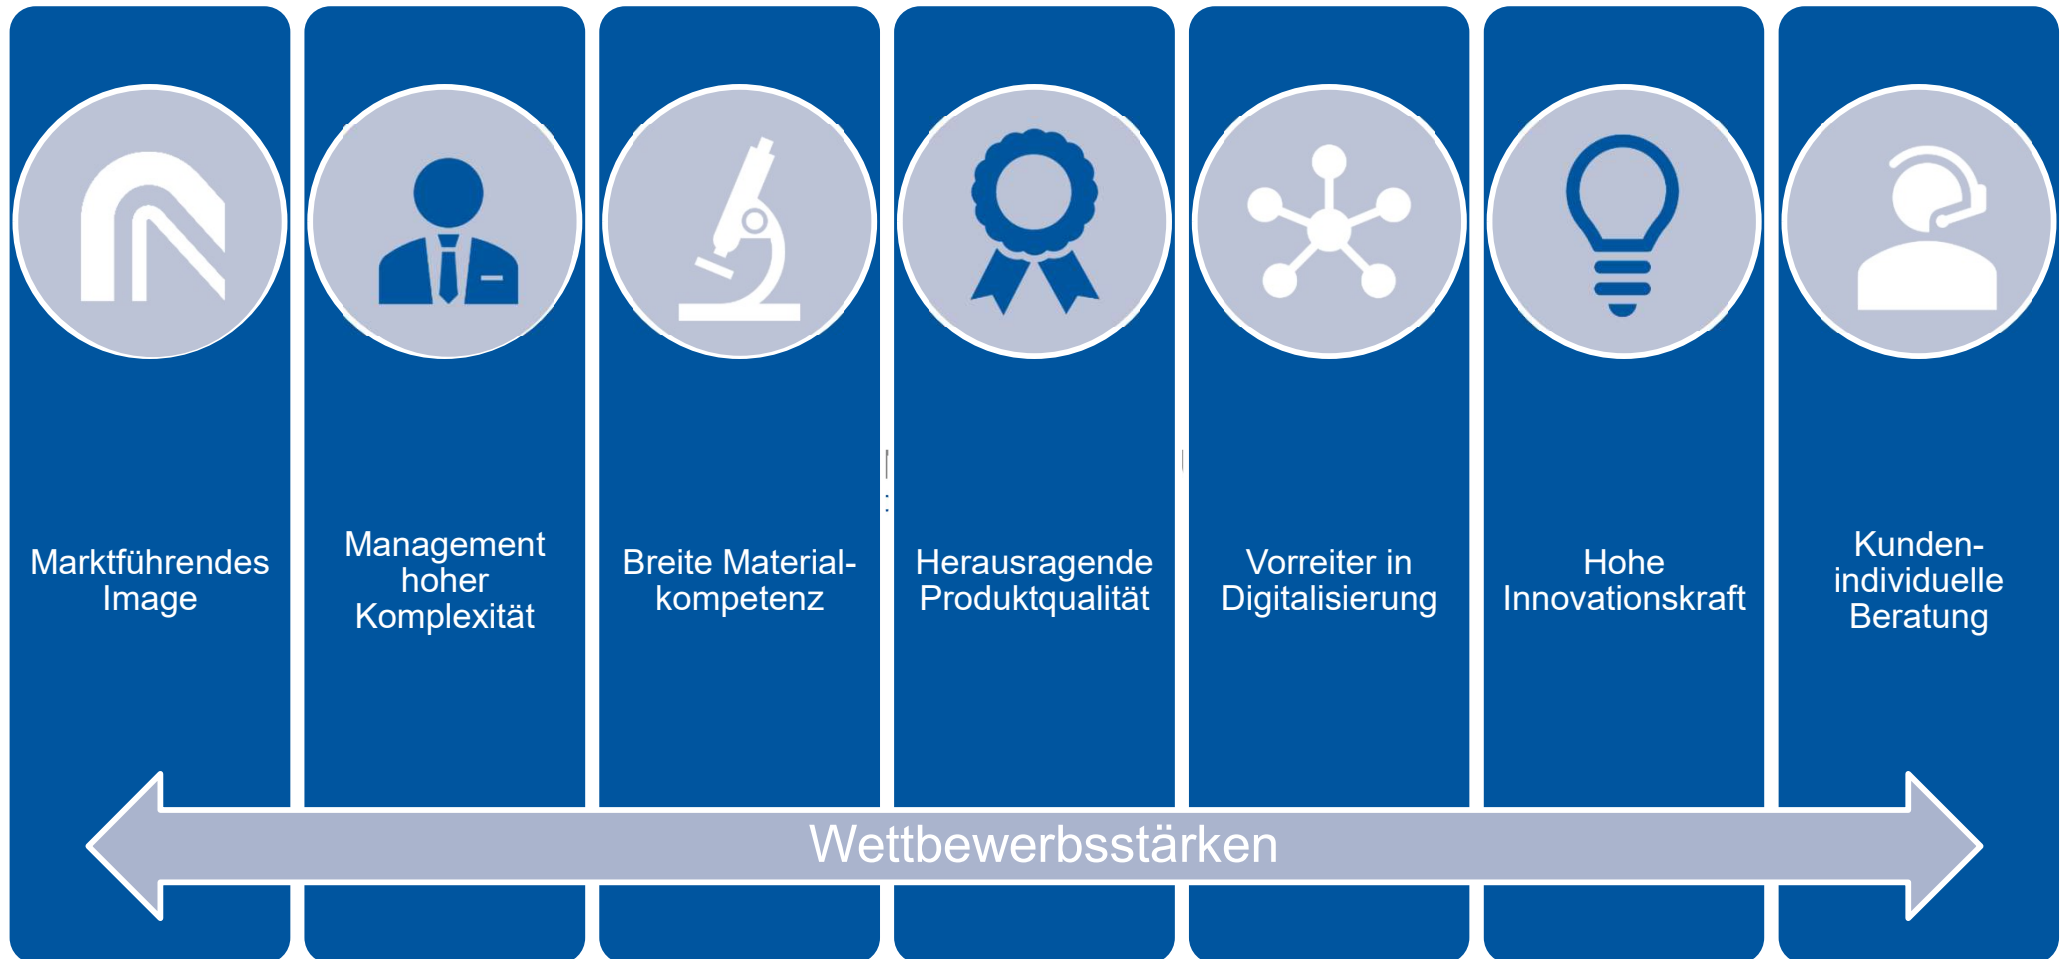 Marktführendes
Image
Management
hoher
Komplexität
Breite Material-
kompetenz
Herausragende
Produktqualität
Vorreiter in
Digitalisierung
Hohe
Innovationskraft
Kunden-
individuelle
Beratung
Wettbewerbsstärken